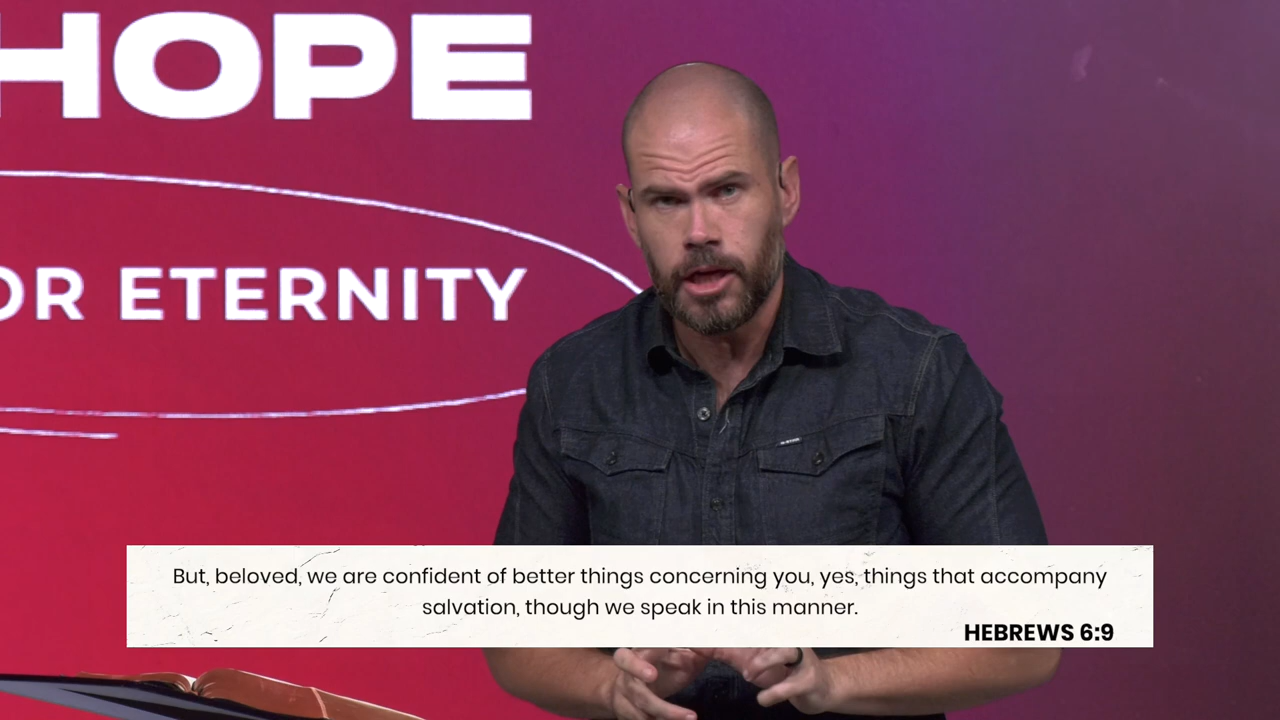 HOPE
OR ETERNITY
But, beloved, we are confident of better things concerning you, yes, things that accompany
salvation, though we speak in this manner.
HEBREWS 6:9